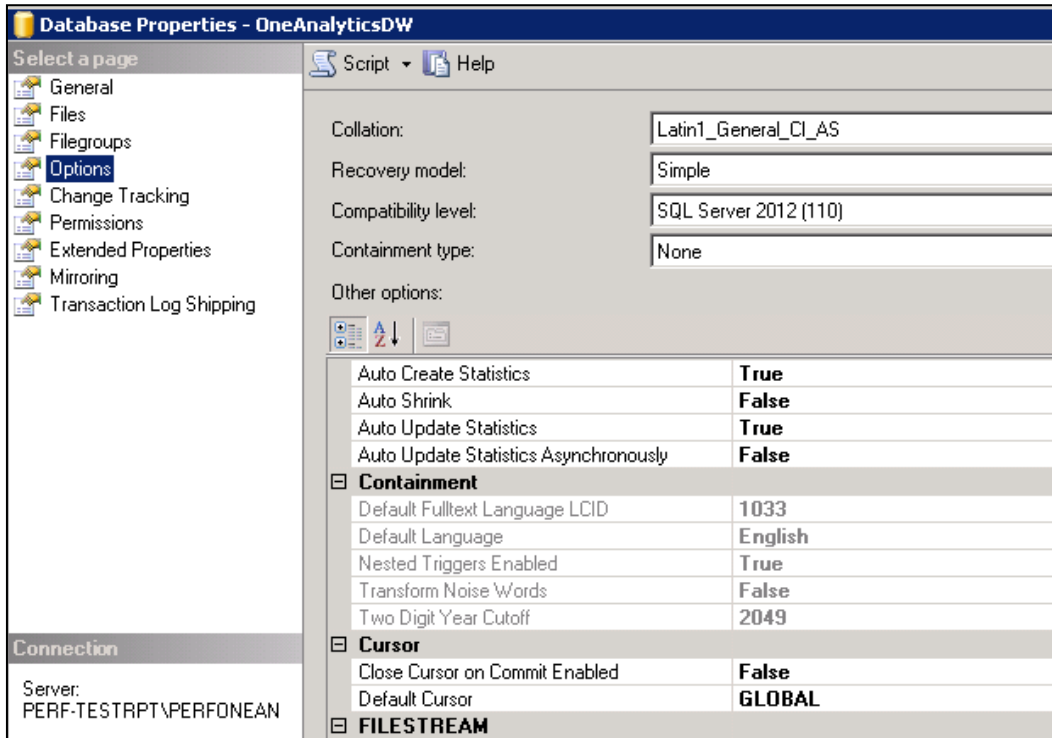 Database Properties - OneAnalyticsDW
Select a page
General
Files
Filegroups
Options
Change Tracking
Permissions
Extended Properties
Mirroring
Transaction Log Shipping
Connection
Server:
PERF-TESTRPT\PERFONEAN
Script Help
Collation: Latin1_General_CI_AS
Recovery model: Simple
Compatibility level: SQL Server 2012 (110)
Containment type: None
Other options:
Auto Create Statistics True
Auto Shrink False
Auto Update Statistics True
Auto Update Statistics Asynchronously False
Containment
Default Fulltext Language LCID 1033
Default Language English
Nested Triggers Enabled True
Transform Noise Words False
Two Digit Year Cutoff 2049
Cursor
Close Cursor on Commit Enabled False
Default Cursor GLOBAL
FILESTREAM